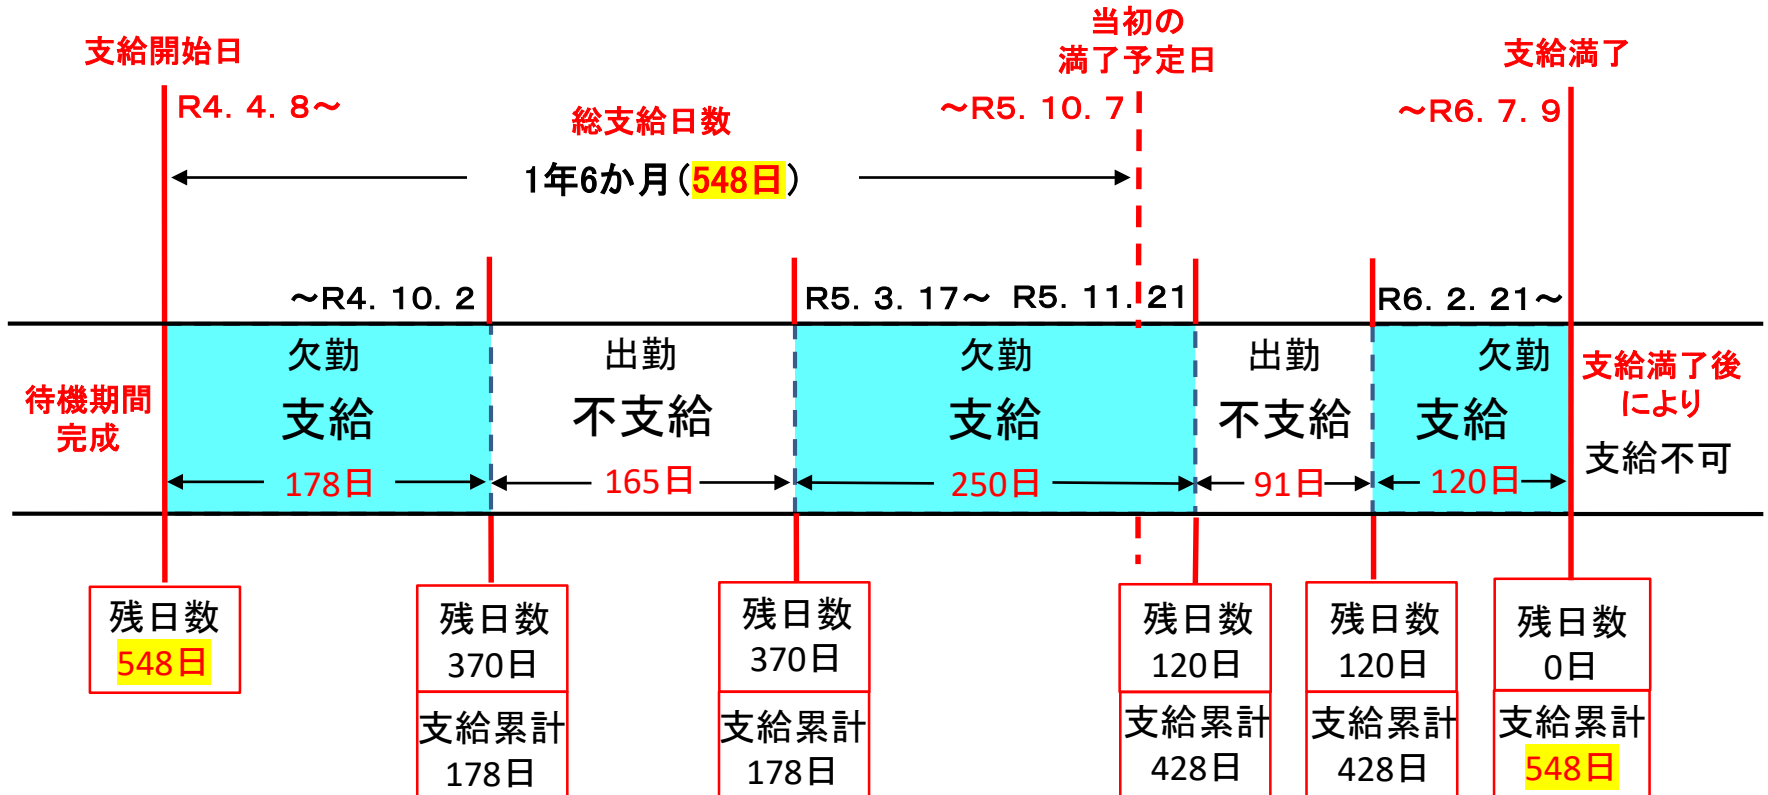 支給開始日
当初の
満了予定日
支給満了
R4. 4. 8～
総支給日数
～R5. 10. 7
～R6. 7. 9
1年6か月（548日）
～R4. 10. 2
R5. 3. 17～
R5. 11. 21
R6. 2. 21～
待機期間
完成
欠勤
支給
178日
出勤
不支給
165日
欠勤
支給
250日
出勤
不支給
91日
欠勤
支給
120日
支給満了後
により
支給不可
残日数
548日
残日数
370日
支給累計
178日
残日数
370日
支給累計
178日
残日数
120日
支給累計
428日
残日数
120日
支給累計
428日
残日数
0日
支給累計
548日